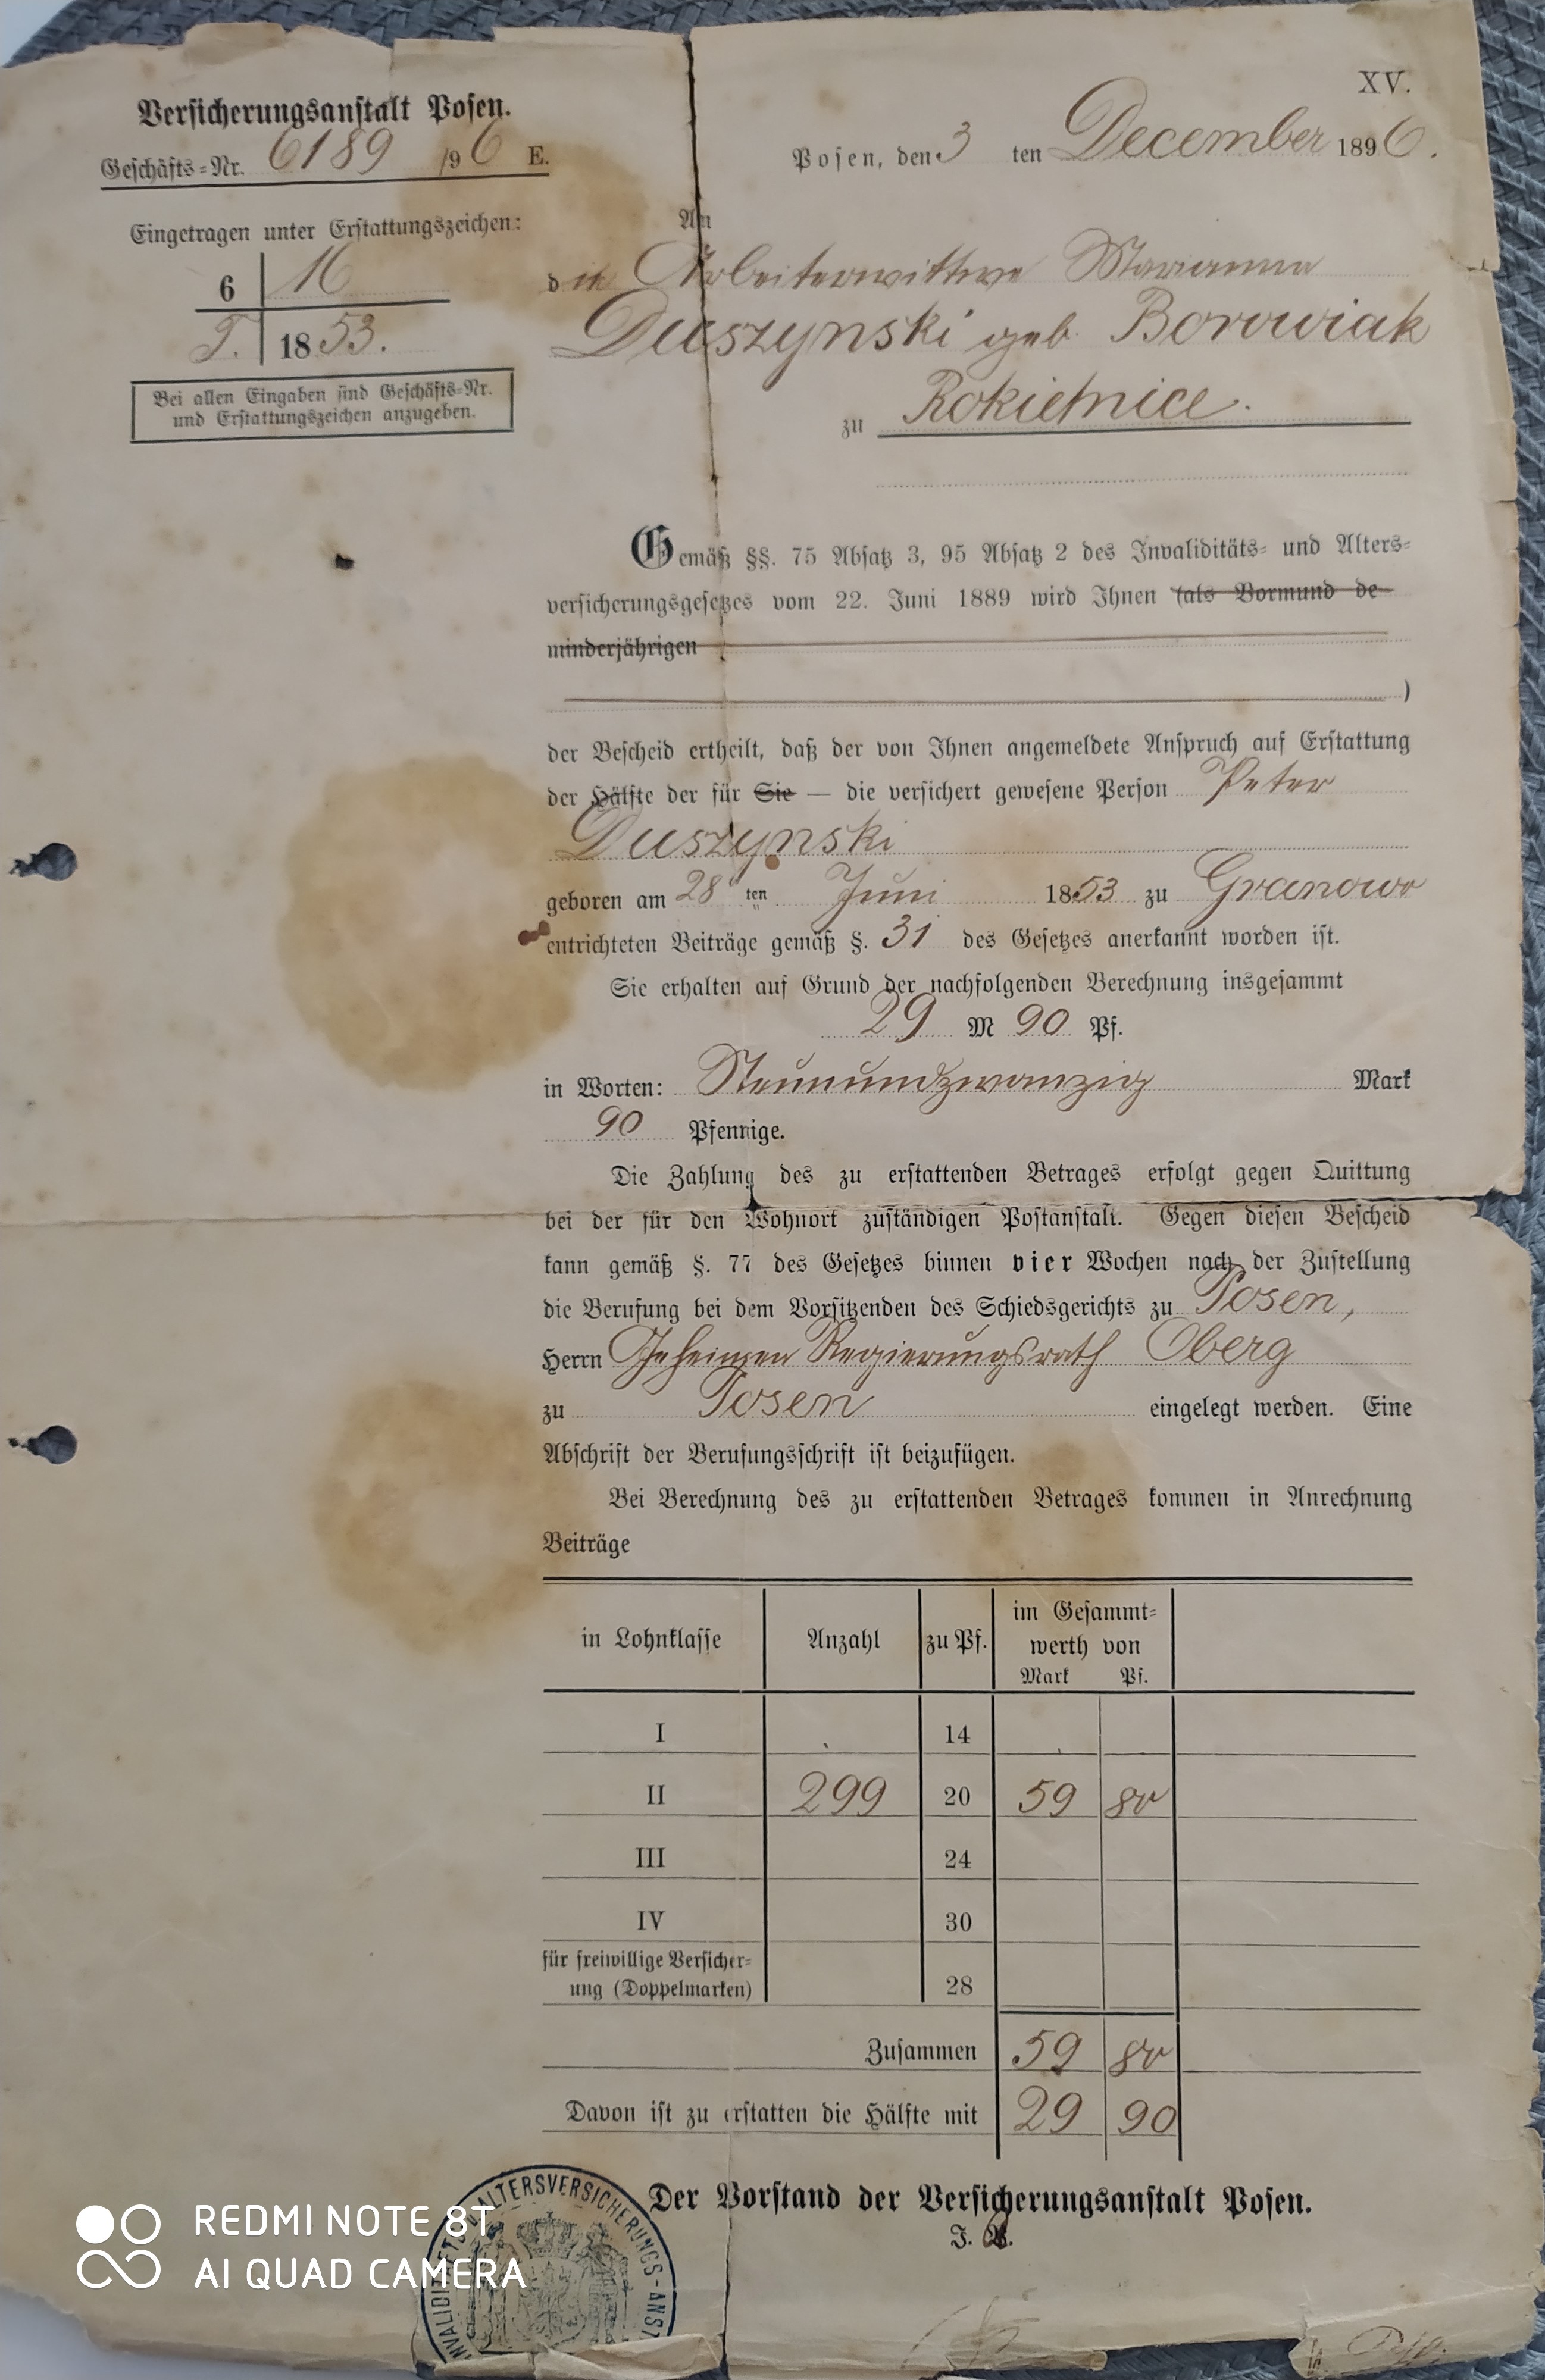 XV.
Versicherungsanstalt Posen.
Geschäfts-Nr. 6189 /96 E.
Posen, den 3 ten December 1896.
Eingetragen unter Erstattungszeichen:
6 | 16
T. | 1853.
Bei allen Eingaben sind Geschäfts-Nr.
und Erstattungszeichen anzugeben.
An
die Arbeiterwittwe Marianna
Duszynski geb. Borowiak
zu Rokietnice.
Gemäß §§. 75 Absatz 3, 95 Absatz 2 des Invaliditäts- und Alters-
versicherungsgesetzes vom 22. Juni 1889 wird Ihnen (als Vormund de
minderjährigen
)
der Bescheid ertheilt, daß der von Ihnen angemeldete Anspruch auf Erstattung
der Hälfte der für Sie — die versichert gewesene Person Peter
Duszynski
geboren am 28 ten Juni 1853 zu Granowo
entrichteten Beiträge gemäß §. 31 des Gesetzes anerkannt worden ist.
Sie erhalten auf Grund der nachfolgenden Berechnung insgesammt
29 M 90 Pf.
in Worten: Neunundzwanzig Mark
90 Pfennige.
Die Zahlung des zu erstattenden Betrages erfolgt gegen Quittung
bei der für den Wohnort zuständigen Postanstalt. Gegen diesen Bescheid
kann gemäß §. 77 des Gesetzes binnen vier Wochen nach der Zustellung
die Berufung bei dem Vorsitzenden des Schiedsgerichts zu Posen,
Herrn Geheimen Regierungsrath Oberg
zu Posen eingelegt werden. Eine
Abschrift der Berufungsschrift ist beizufügen.
Bei Berechnung des zu erstattenden Betrages kommen in Anrechnung
Beiträge
in Lohnklasse Anzahl zu Pf. im Gesammt-
werth von
Mark Pf.
I 14
II 299 20 59 80
III 24
IV 30
für freiwillige Versicher-
ung (Doppelmarken) 28
Zusammen 59 80
Davon ist zu erstatten die Hälfte mit 29 90
Der Vorstand der Versicherungsanstalt Posen.
I. V.
INVALIDITAETS- U. ALTERSVERSICHERUNGS-ANST
REDMI NOTE 8T
AI QUAD CAMERA